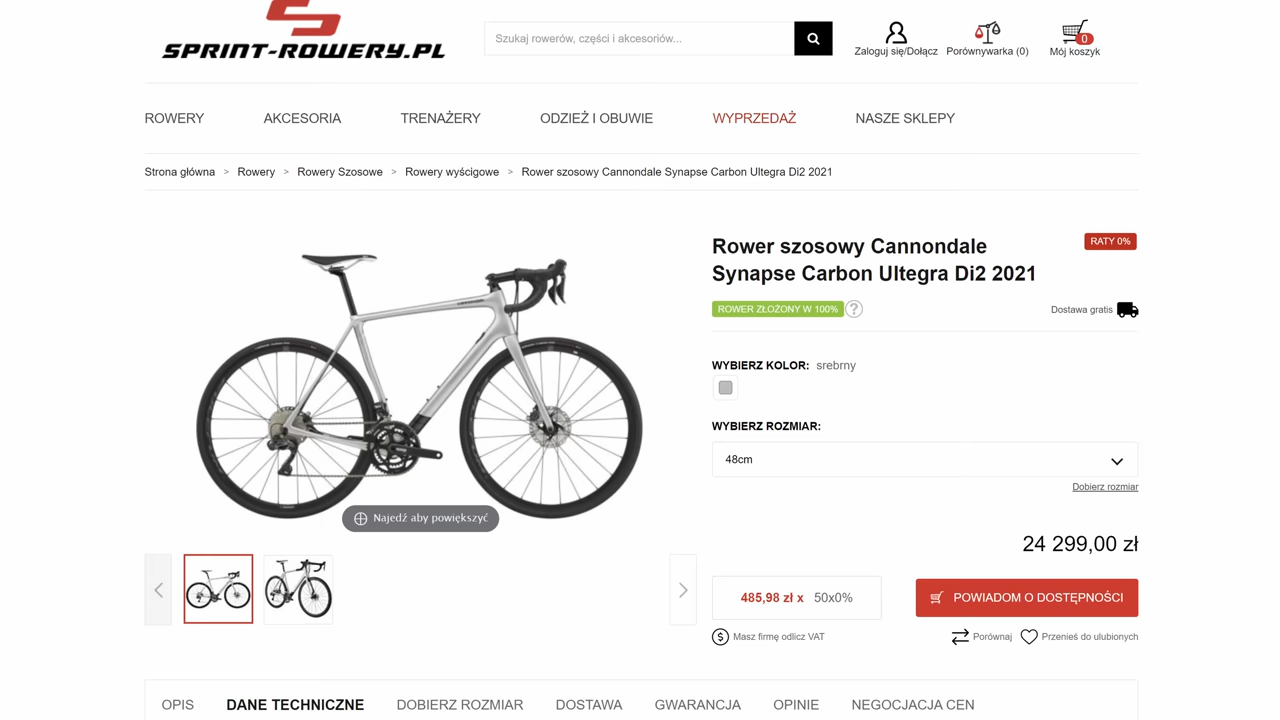 SPRINT-ROWERY.PL
Szukaj rowerów, części i akcesoriów...
Zaloguj się/Dołącz
Porównywarka (0)
0
Mój koszyk
ROWERY AKCESORIA TRENAŻERY ODZIEŻ I OBUWIE WYPRZEDAŻ NASZE SKLEPY
Strona główna > Rowery > Rowery Szosowe > Rowery wyścigowe > Rower szosowy Cannondale Synapse Carbon Ultegra Di2 2021
Rower szosowy Cannondale
Synapse Carbon Ultegra Di2 2021
RATY 0%
ROWER ZŁOŻONY W 100% ?
Dostawa gratis
WYBIERZ KOLOR: srebrny
WYBIERZ ROZMIAR:
48cm
Dobierz rozmiar
Najedź aby powiększyć
24 299,00 zł
485,98 zł x 50x0%
POWIADOM O DOSTĘPNOŚCI
$ Masz firmę odlicz VAT
Porównaj
Przenieś do ulubionych
OPIS DANE TECHNICZNE DOBIERZ ROZMIAR DOSTAWA GWARANCJA OPINIE NEGOCJACJA CEN